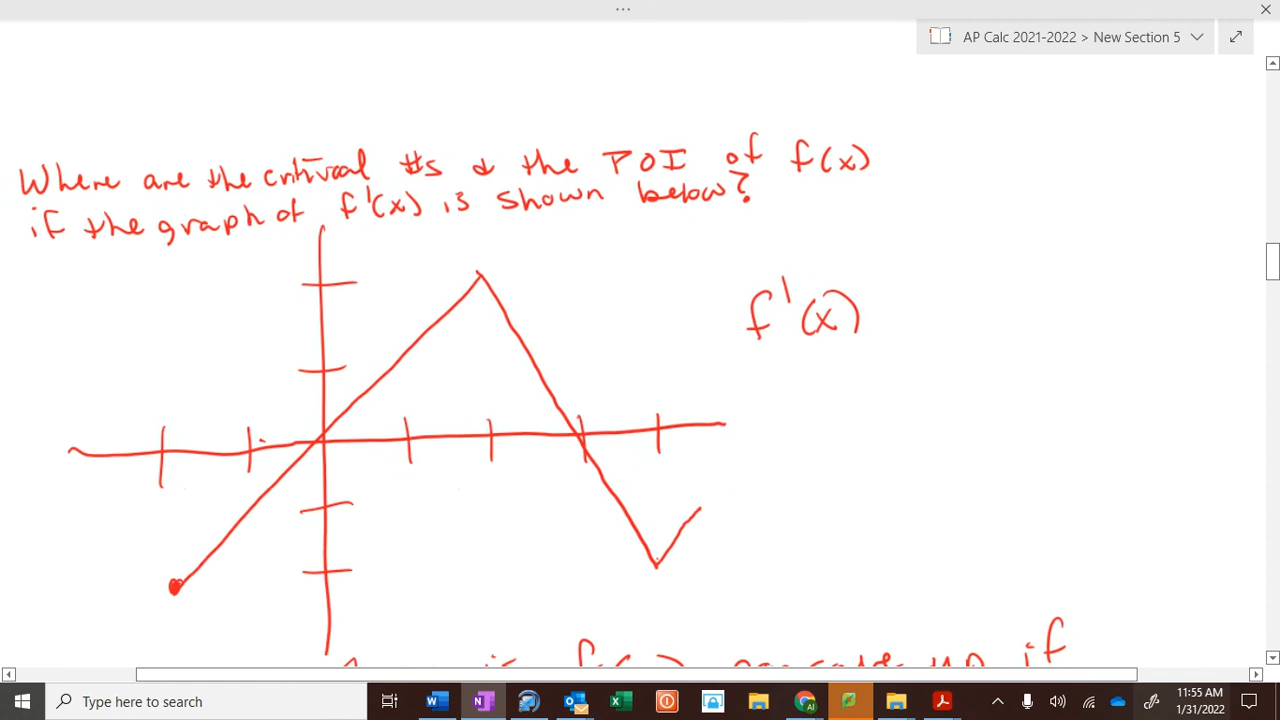 ...
AP Calc 2021-2022 > New Section 5
Where are the critical #s & the POI of f(x)
if the graph of f'(x) is shown below?
f'(x)
if
Type here to search
11:55 AM
1/31/2022